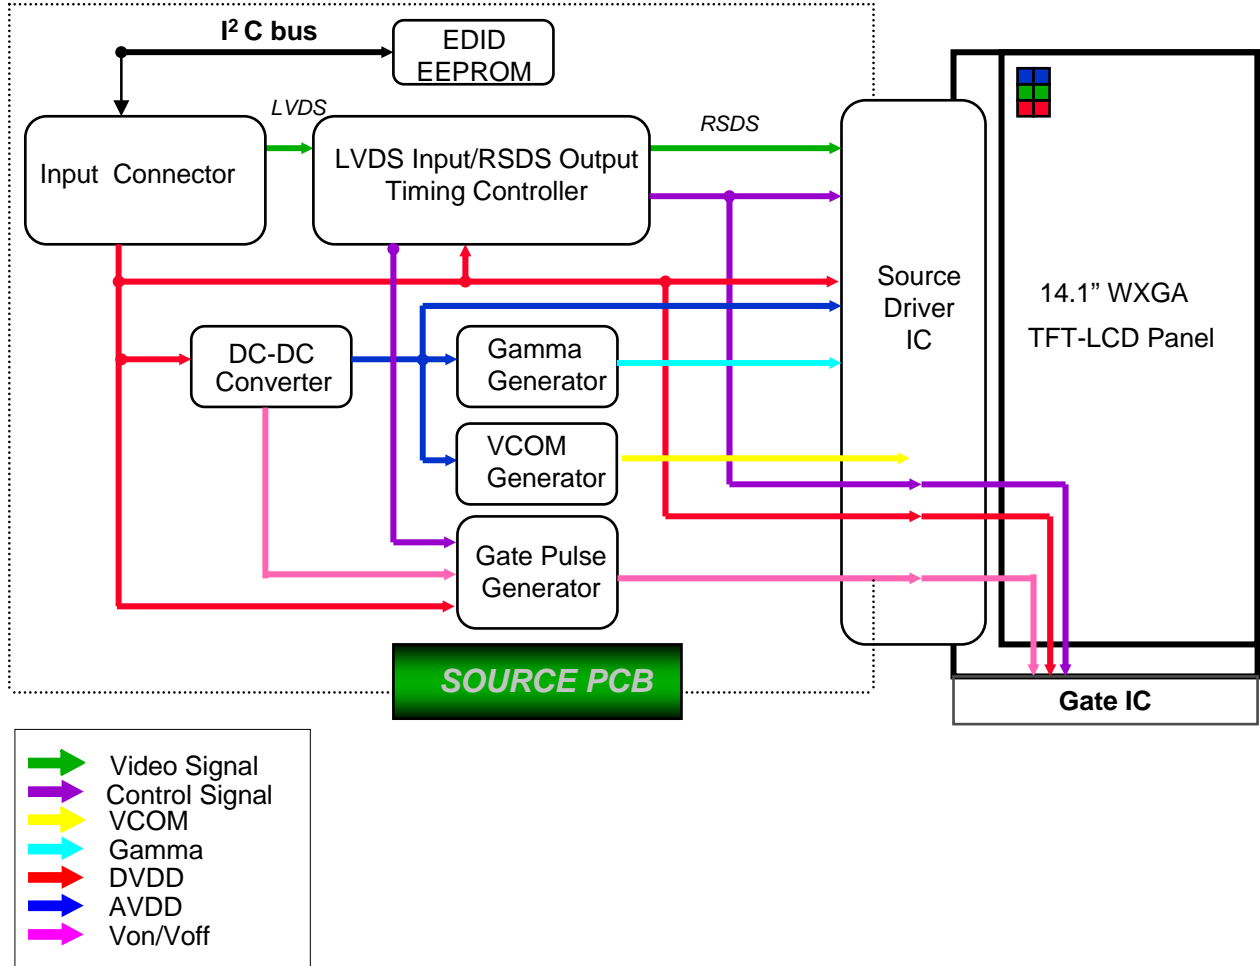 I² C bus
EDID
EEPROM
LVDS
RSDS
Input Connector
LVDS Input/RSDS Output
Timing Controller
Source
Driver
IC
14.1” WXGA
TFT-LCD Panel
DC-DC
Converter
Gamma
Generator
VCOM
Generator
Gate Pulse
Generator
SOURCE PCB
Gate IC
Video Signal
Control Signal
VCOM
Gamma
DVDD
AVDD
Von/Voff